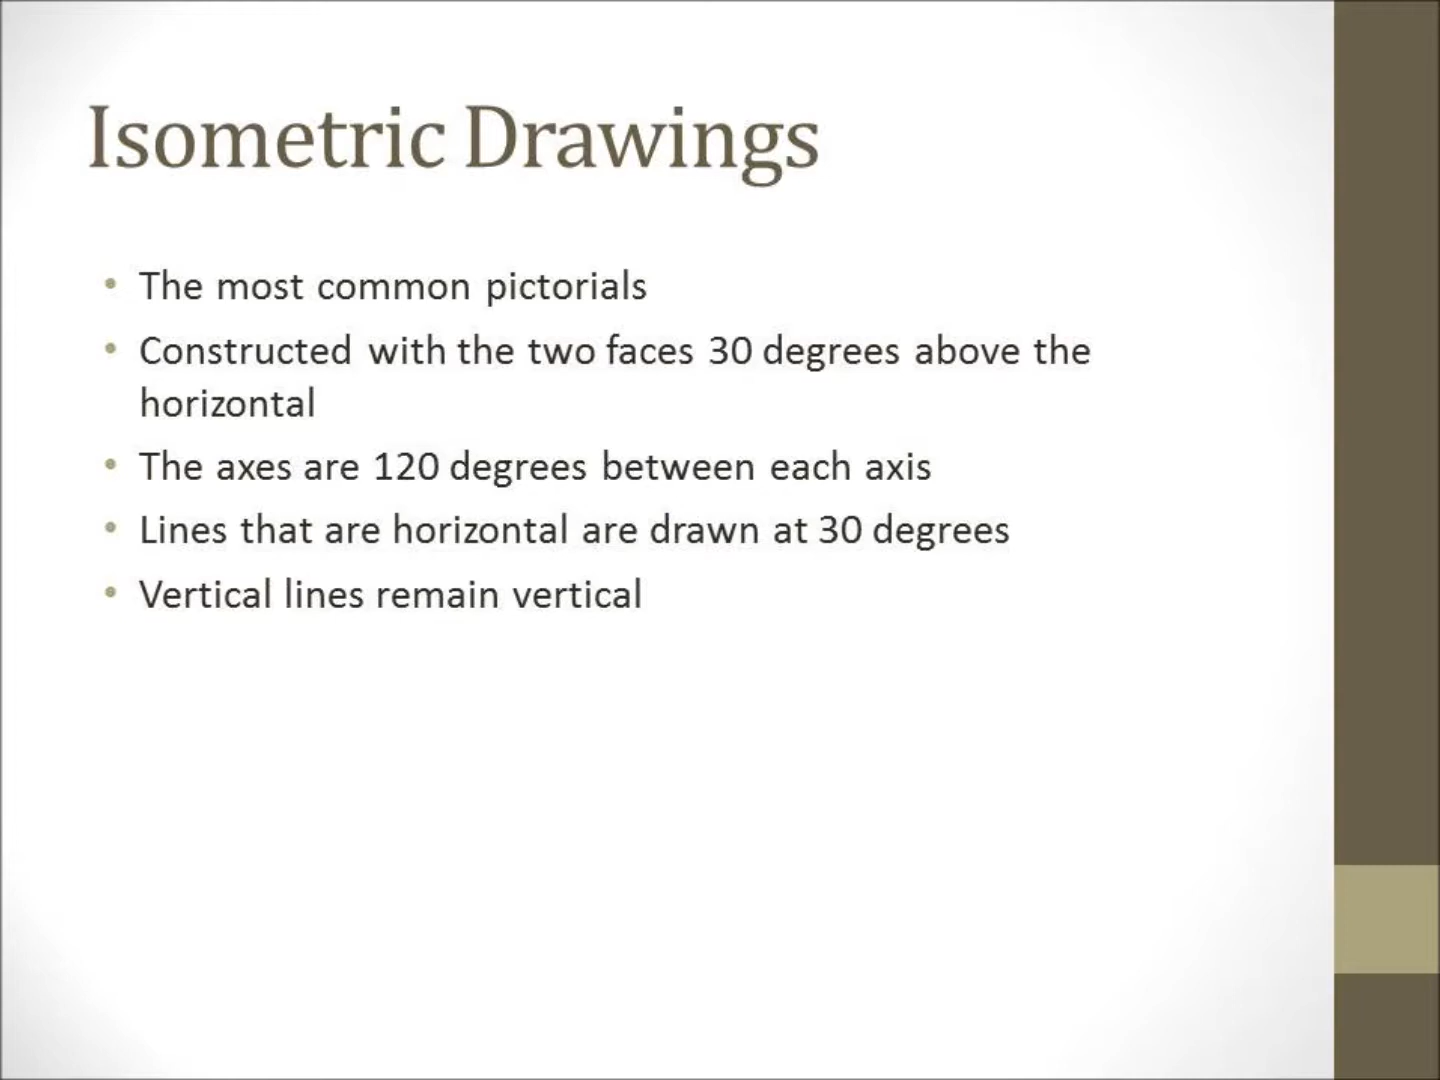 Isometric Drawings
• The most common pictorials
• Constructed with the two faces 30 degrees above the
horizontal
• The axes are 120 degrees between each axis
• Lines that are horizontal are drawn at 30 degrees
• Vertical lines remain vertical